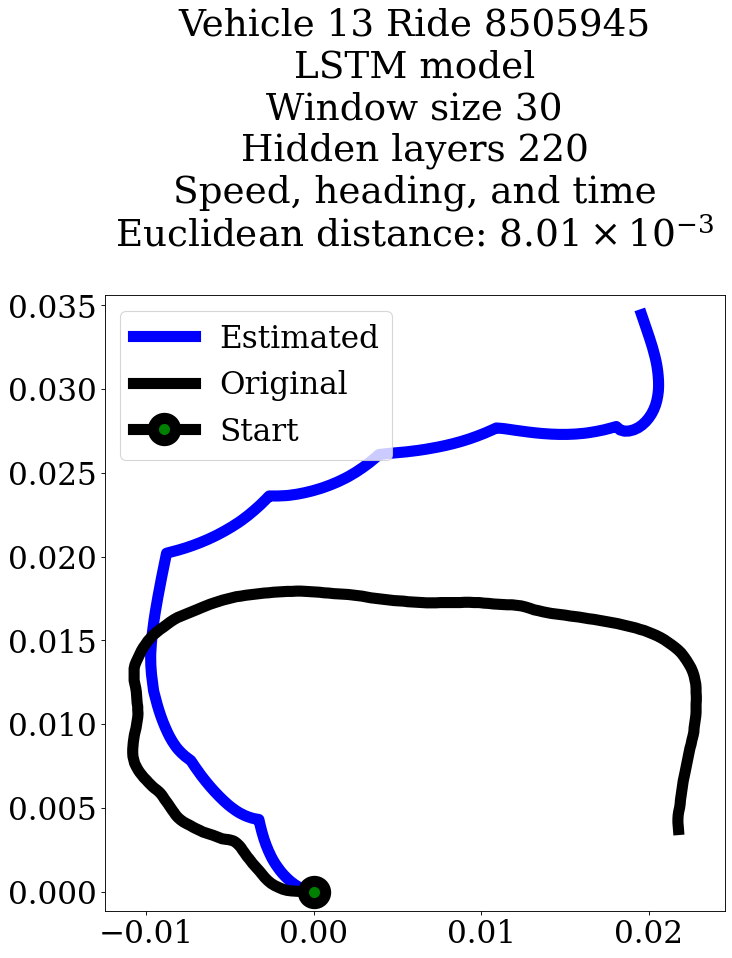 Vehicle 13 Ride 8505945
LSTM model
Window size 30
Hidden layers 220
Speed, heading, and time
Euclidean distance: 8.01 × 10⁻³
0.035
Estimated
Original
Start
0.030
0.025
0.020
0.015
0.010
0.005
0.000
−0.01 0.00 0.01 0.02